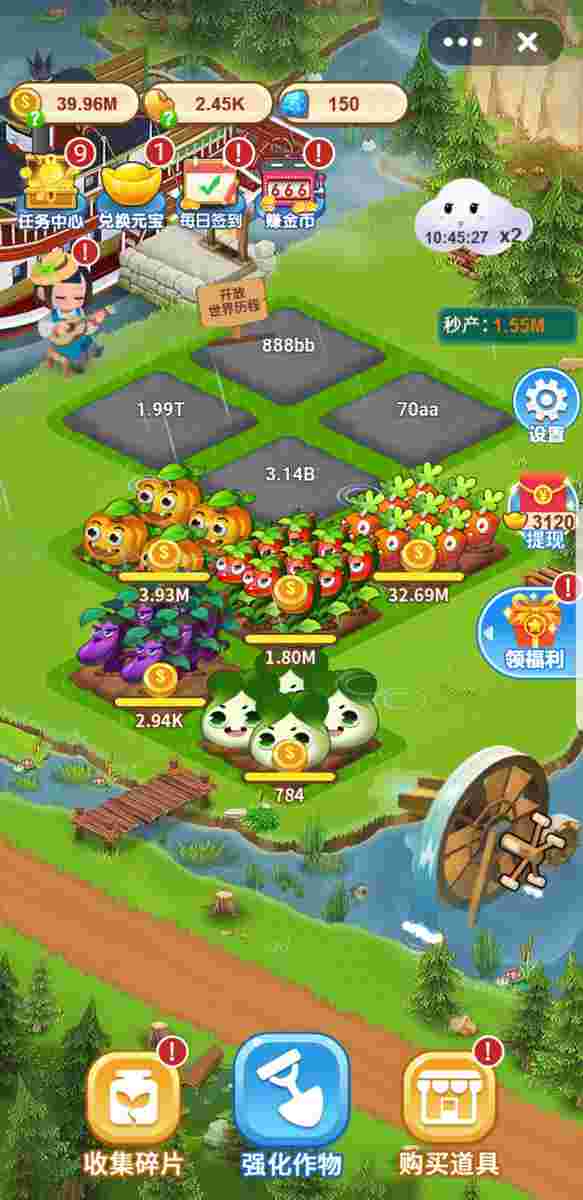 39.96M
2.45K
150
9
1
!
!
任务中心
兑换元宝
每日签到
666
赚金币
!
10:45:27 x2
开放
世界历程
秒产:1.55M
888bb
1.99T
70aa
设置
3.14B
3120
提现
!
3.93M
32.69M
领福利
1.80M
2.94K
784
!
!
收集碎片
强化作物
购买道具